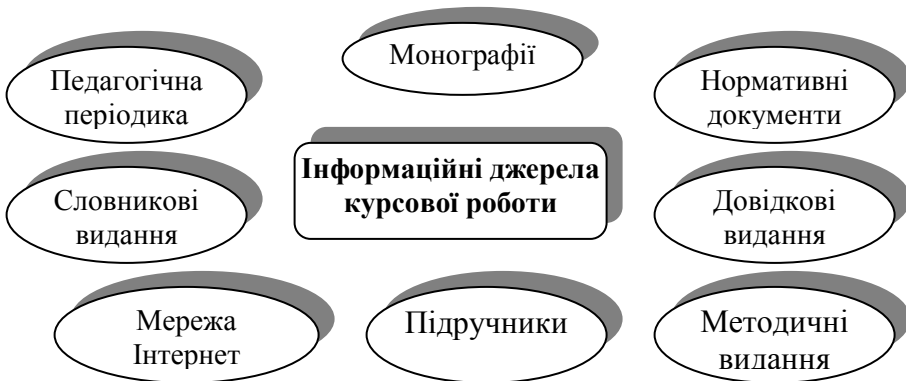 Педагогічна
періодика
Монографії
Нормативні
документи
Інформаційні джерела
курсової роботи
Словникові
видання
Довідкові
видання
Мережа
Інтернет
Підручники
Методичні
видання